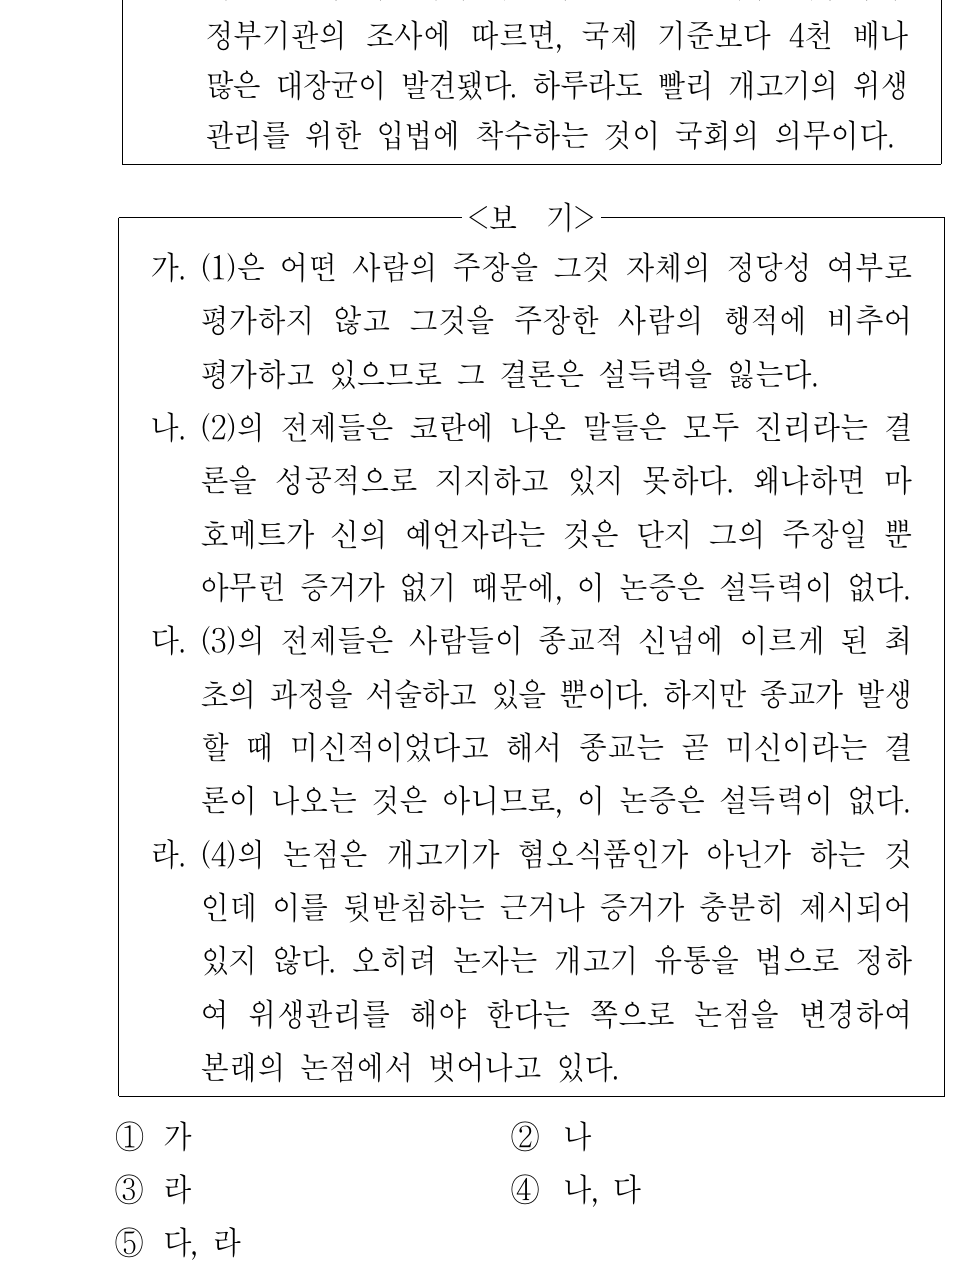 정부기관의 조사에 따르면, 국제 기준보다 4천 배나
많은 대장균이 발견됐다. 하루라도 빨리 개고기의 위생
관리를 위한 입법에 착수하는 것이 국회의 의무이다.
<보 기>
가. (1)은 어떤 사람의 주장을 그것 자체의 정당성 여부로
평가하지 않고 그것을 주장한 사람의 행적에 비추어
평가하고 있으므로 그 결론은 설득력을 잃는다.
나. (2)의 전제들은 코란에 나온 말들은 모두 진리라는 결
론을 성공적으로 지지하고 있지 못하다. 왜냐하면 마
호메트가 신의 예언자라는 것은 단지 그의 주장일 뿐
아무런 증거가 없기 때문에, 이 논증은 설득력이 없다.
다. (3)의 전제들은 사람들이 종교적 신념에 이르게 된 최
초의 과정을 서술하고 있을 뿐이다. 하지만 종교가 발생
할 때 미신적이었다고 해서 종교는 곧 미신이라는 결
론이 나오는 것은 아니므로, 이 논증은 설득력이 없다.
라. (4)의 논점은 개고기가 혐오식품인가 아닌가 하는 것
인데 이를 뒷받침하는 근거나 증거가 충분히 제시되어
있지 않다. 오히려 논자는 개고기 유통을 법으로 정하
여 위생관리를 해야 한다는 쪽으로 논점을 변경하여
본래의 논점에서 벗어나고 있다.
① 가 ② 나
③ 라 ④ 나, 다
⑤ 다, 라